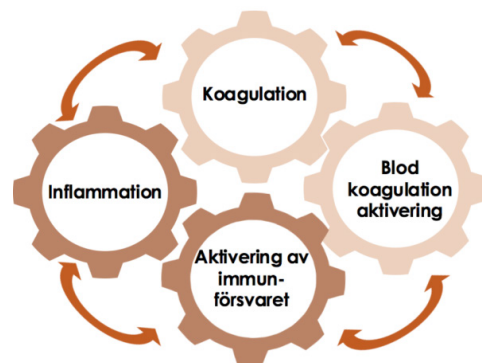 Koagulation
Inflammation
Blod
koagulation
aktivering
Aktivering av
immun-
försvaret